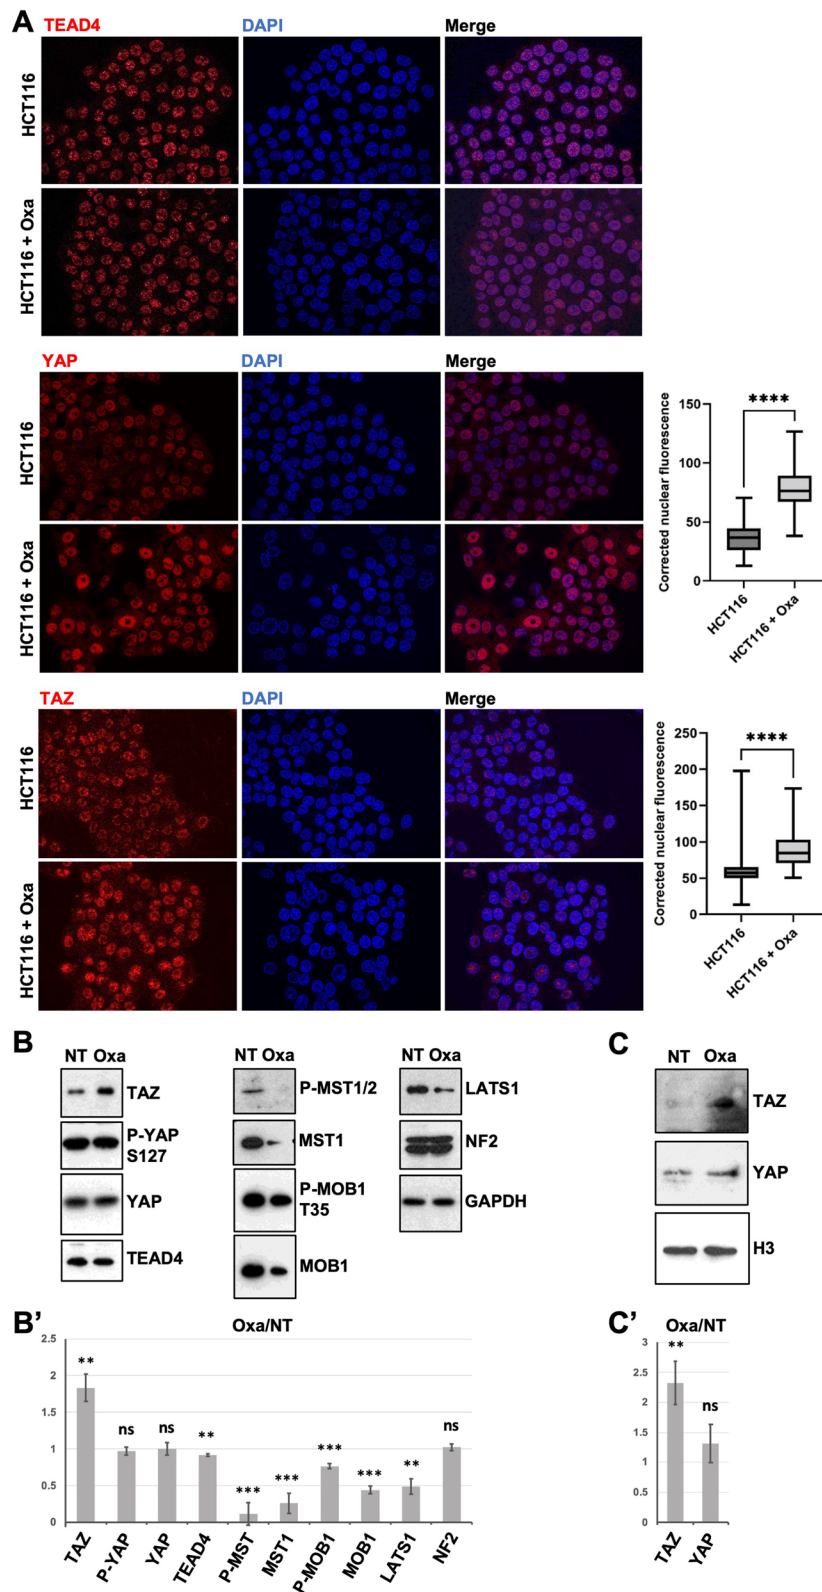 A
TEAD4 DAPI Merge
HCT116
HCT116 + Oxa
YAP DAPI Merge
HCT116
HCT116 + Oxa
Corrected nuclear fluorescence
150
100
50
0
****
HCT116
HCT116 + Oxa
TAZ DAPI Merge
HCT116
HCT116 + Oxa
Corrected nuclear fluorescence
250
200
150
100
50
0
****
HCT116
HCT116 + Oxa
B
NT Oxa
TAZ
P-YAP
S127
YAP
TEAD4
NT Oxa
P-MST1/2
MST1
P-MOB1
T35
MOB1
NT Oxa
LATS1
NF2
GAPDH
C
NT Oxa
TAZ
YAP
H3
B’
Oxa/NT
2.5
2
1.5
1
0.5
0
** ns ns ** *** *** *** *** ** ns
TAZ P-YAP YAP TEAD4 P-MST MST1 P-MOB1 MOB1 LATS1 NF2
C’
Oxa/NT
3
2.5
2
1.5
1
0.5
0
** ns
TAZ YAP